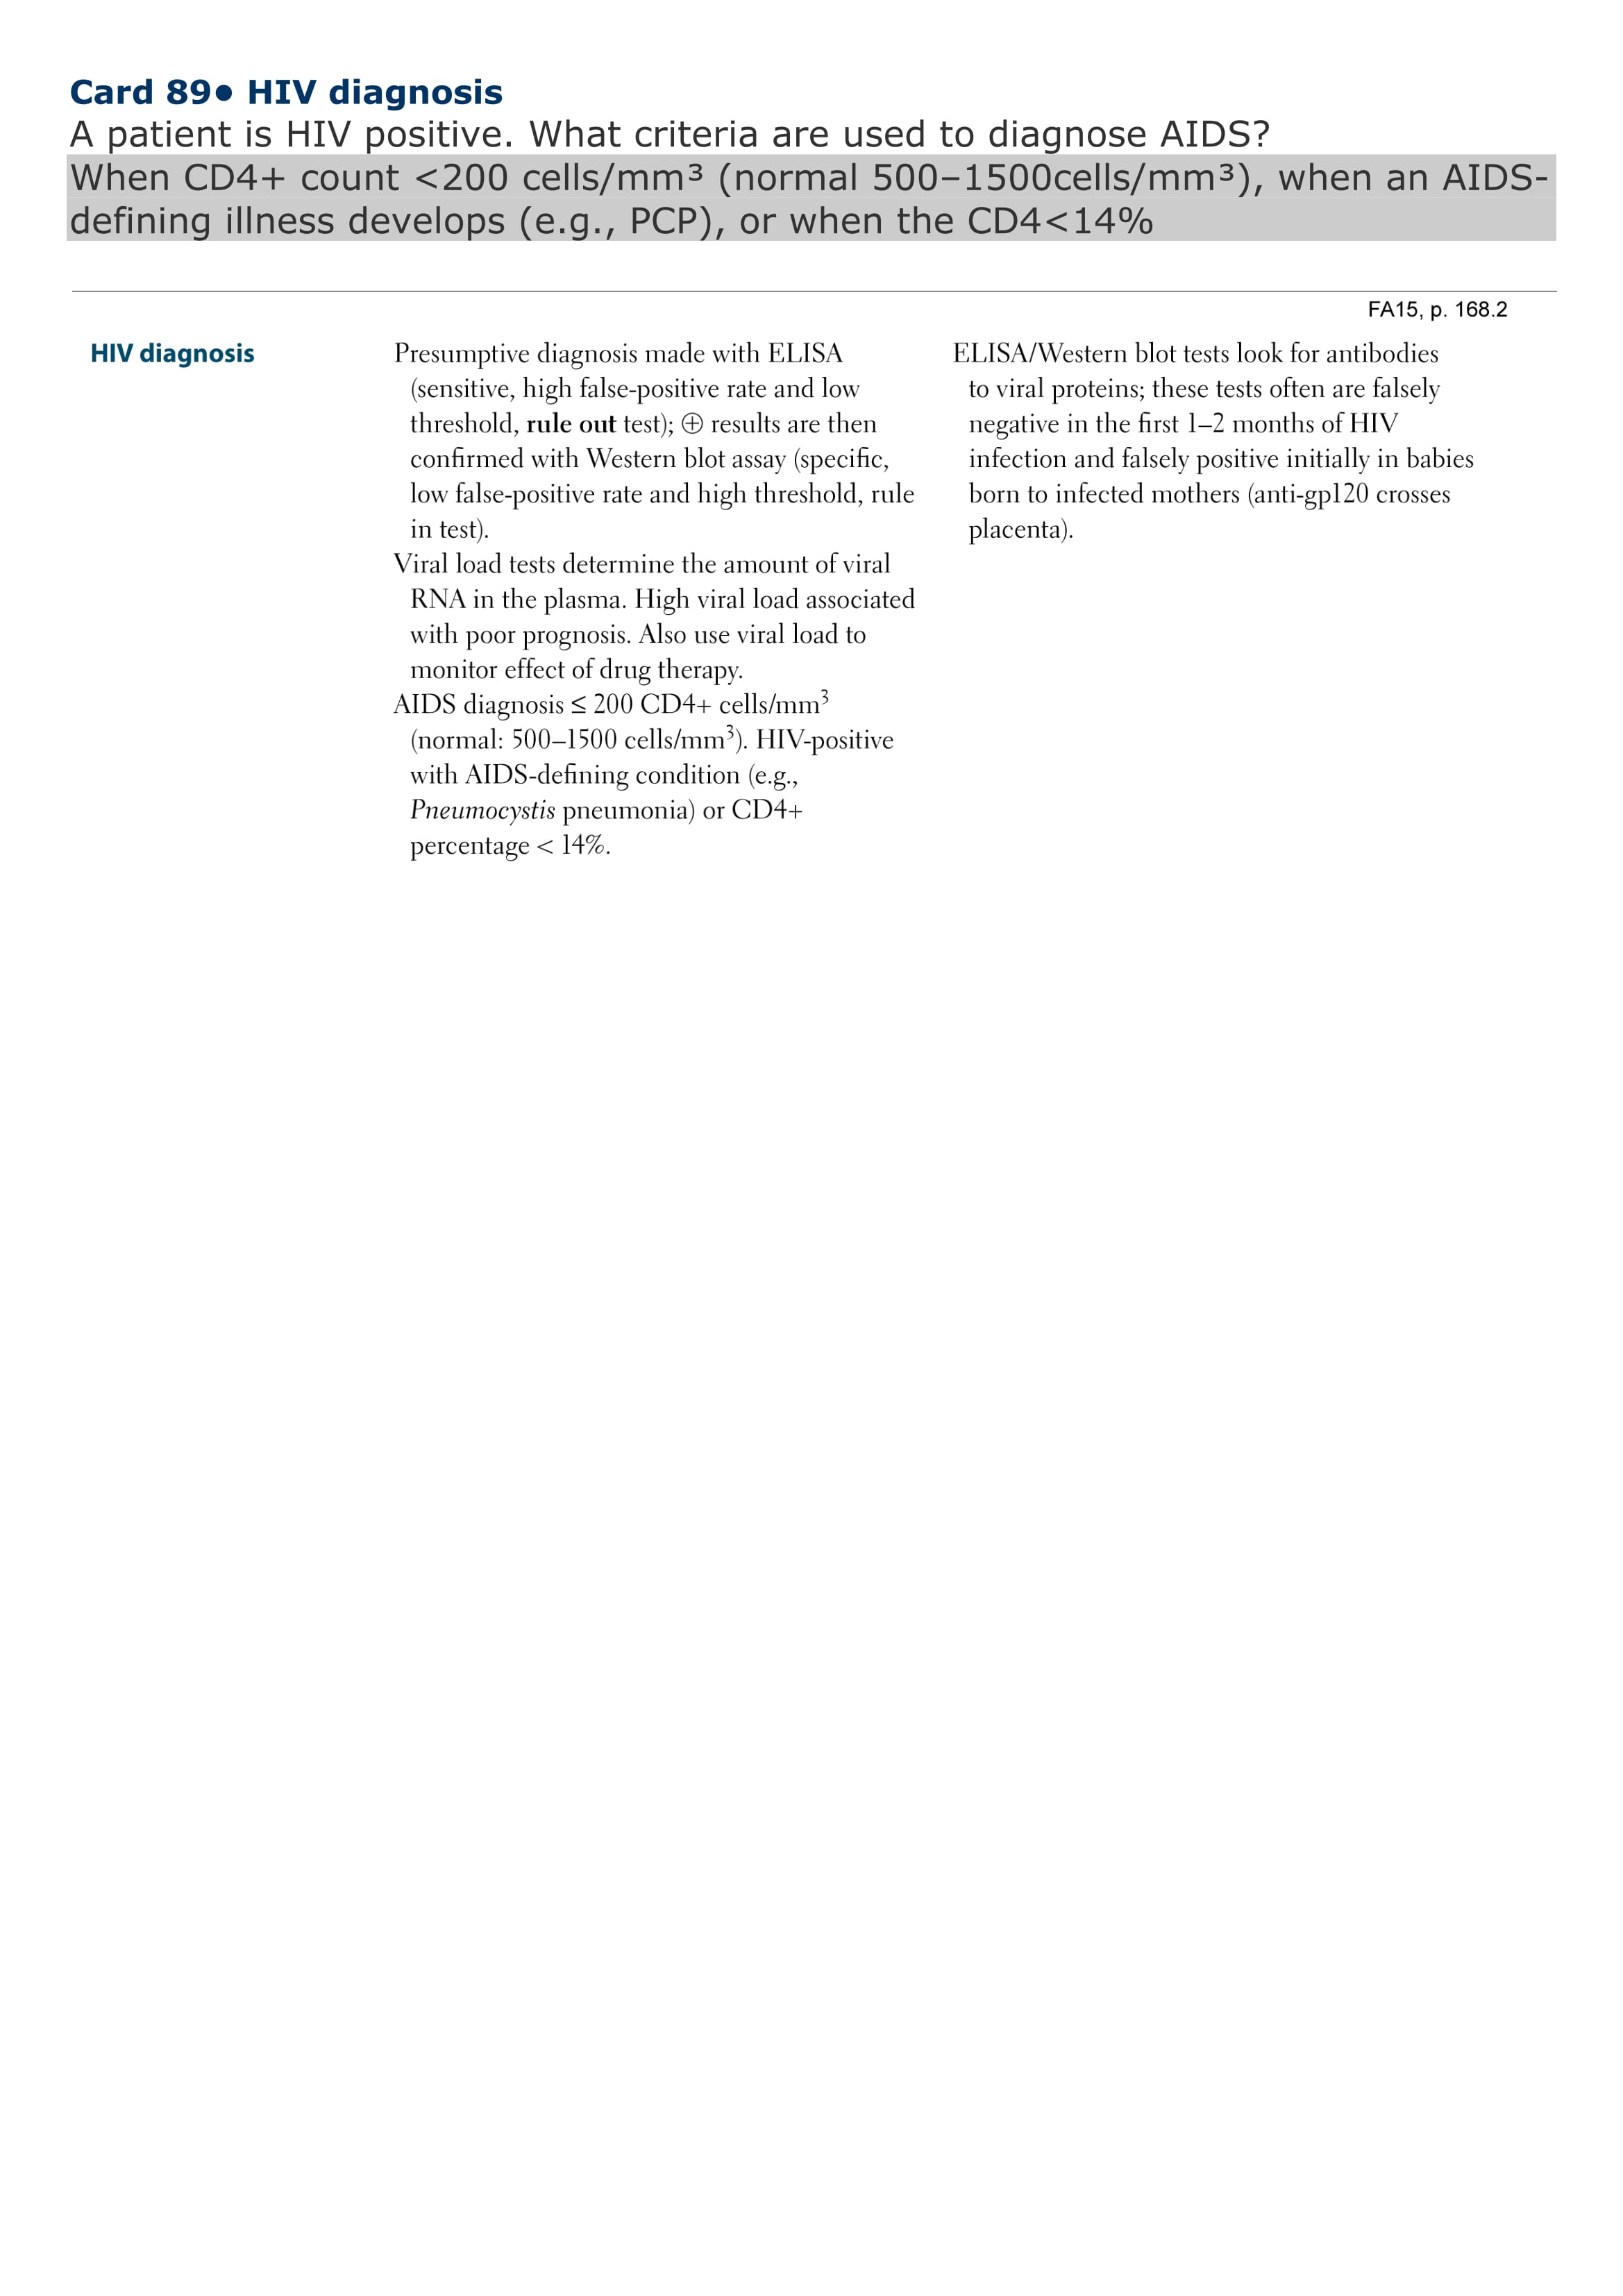 Card 89● HIV diagnosis
A patient is HIV positive. What criteria are used to diagnose AIDS?
When CD4+ count <200 cells/mm³ (normal 500–1500cells/mm³), when an AIDS-
defining illness develops (e.g., PCP), or when the CD4<14%
FA15, p. 168.2
HIV diagnosis
Presumptive diagnosis made with ELISA
(sensitive, high false-positive rate and low
threshold, rule out test); ⊕ results are then
confirmed with Western blot assay (specific,
low false-positive rate and high threshold, rule
in test).
Viral load tests determine the amount of viral
RNA in the plasma. High viral load associated
with poor prognosis. Also use viral load to
monitor effect of drug therapy.
AIDS diagnosis ≤ 200 CD4+ cells/mm³
(normal: 500–1500 cells/mm³). HIV-positive
with AIDS-defining condition (e.g.,
Pneumocystis pneumonia) or CD4+
percentage < 14%.
ELISA/Western blot tests look for antibodies
to viral proteins; these tests often are falsely
negative in the first 1–2 months of HIV
infection and falsely positive initially in babies
born to infected mothers (anti-gp120 crosses
placenta).